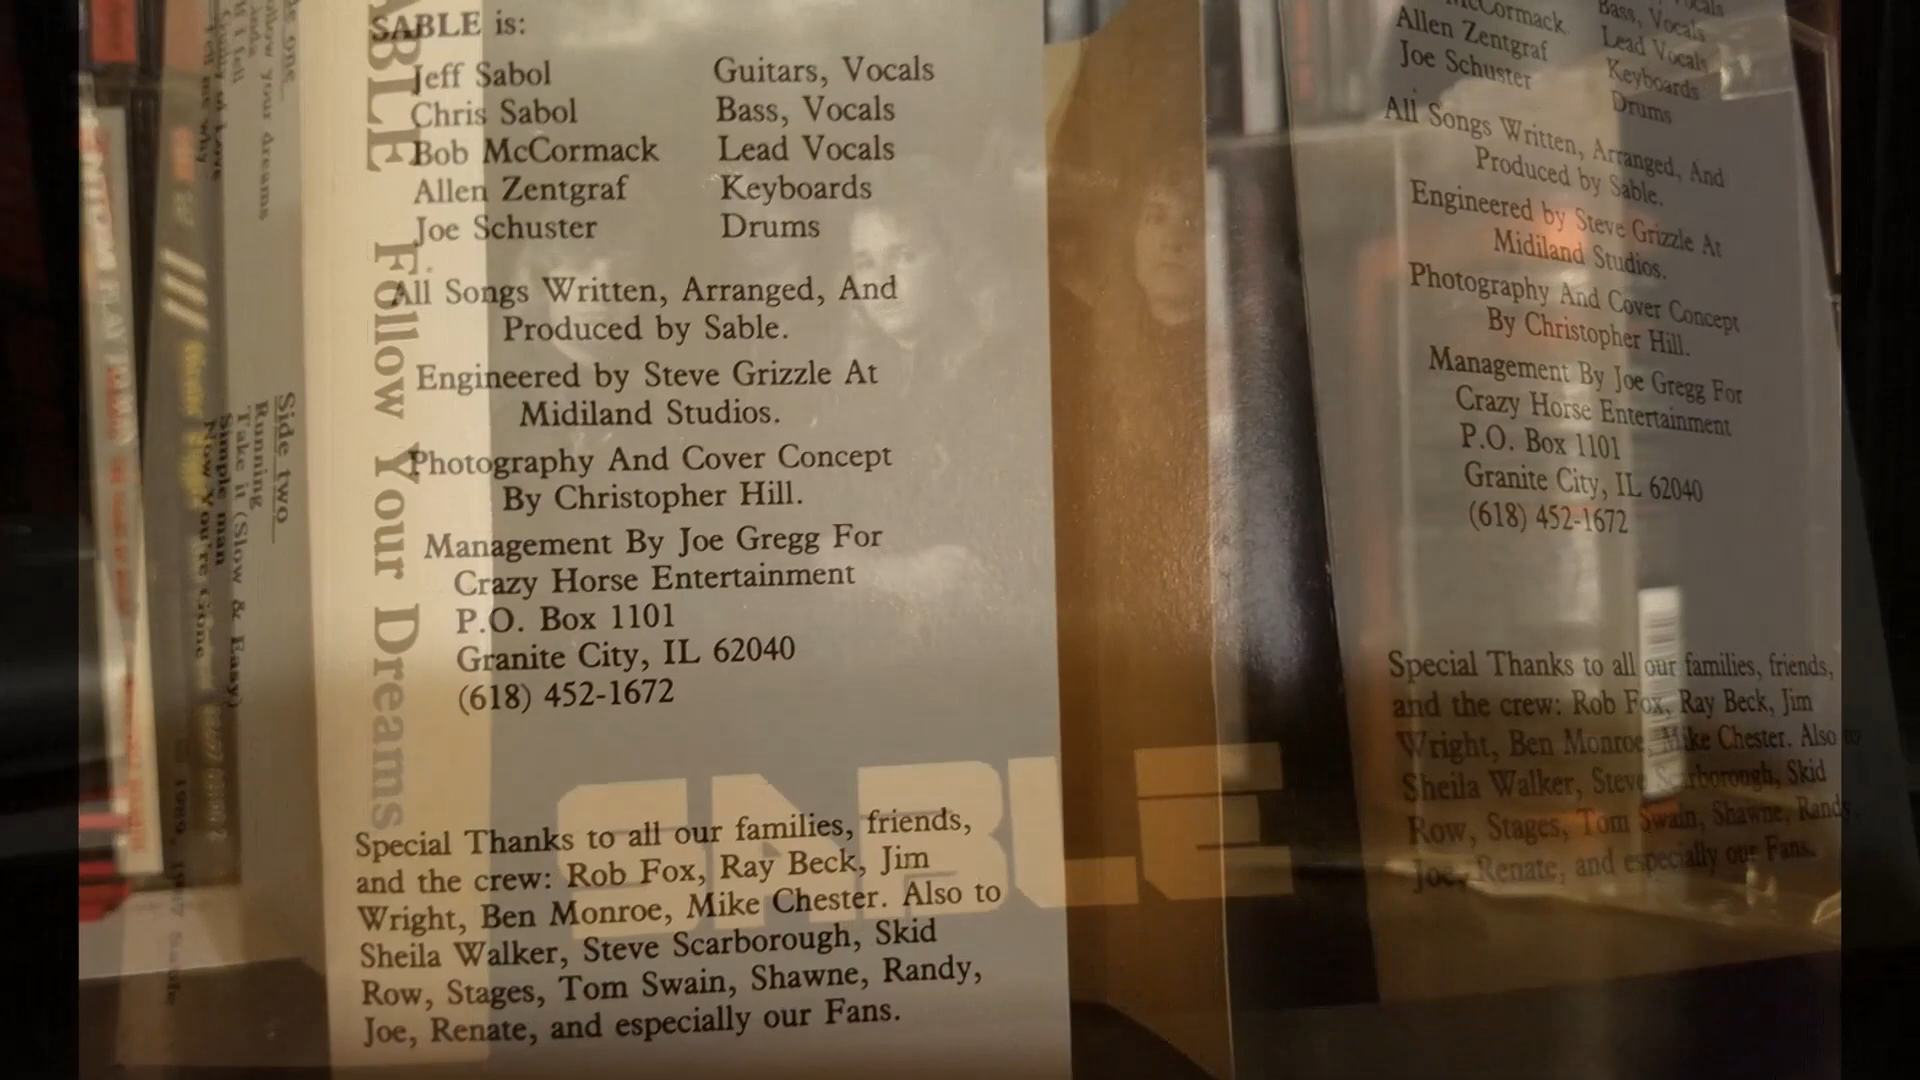 SABLE is:
Jeff Sabol Guitars, Vocals
Chris Sabol Bass, Vocals
Bob McCormack Lead Vocals
Allen Zentgraf Keyboards
Joe Schuster Drums
All Songs Written, Arranged, And
Produced by Sable.
Engineered by Steve Grizzle At
Midiland Studios.
Photography And Cover Concept
By Christopher Hill.
Management By Joe Gregg For
Crazy Horse Entertainment
P.O. Box 1101
Granite City, IL 62040
(618) 452-1672
Special Thanks to all our families, friends,
and the crew: Rob Fox, Ray Beck, Jim
Wright, Ben Monroe, Mike Chester. Also to
Sheila Walker, Steve Scarborough, Skid
Row, Stages, Tom Swain, Shawne, Randy,
Joe, Renate, and especially our Fans.
SABLE
Follow Your Dreams
Side two
Running
Take it (Slow & Easy)
Simple man
Now You're Gone
McCormack Bass, Vocals
Allen Zentgraf Lead Vocals
Joe Schuster Keyboards
Drums
All Songs Written, Arranged, And
Produced by Sable.
Engineered by Steve Grizzle At
Midiland Studios.
Photography And Cover Concept
By Christopher Hill.
Management By Joe Gregg For
Crazy Horse Entertainment
P.O. Box 1101
Granite City, IL 62040
(618) 452-1672
Special Thanks to all our families, friends,
and the crew: Rob Fox, Ray Beck, Jim
Wright, Ben Monroe, Mike Chester. Also to
Sheila Walker, Steve Scarborough, Skid
Row, Stages, Tom Swain, Shawne, Randy,
Joe, Renate, and especially our Fans.